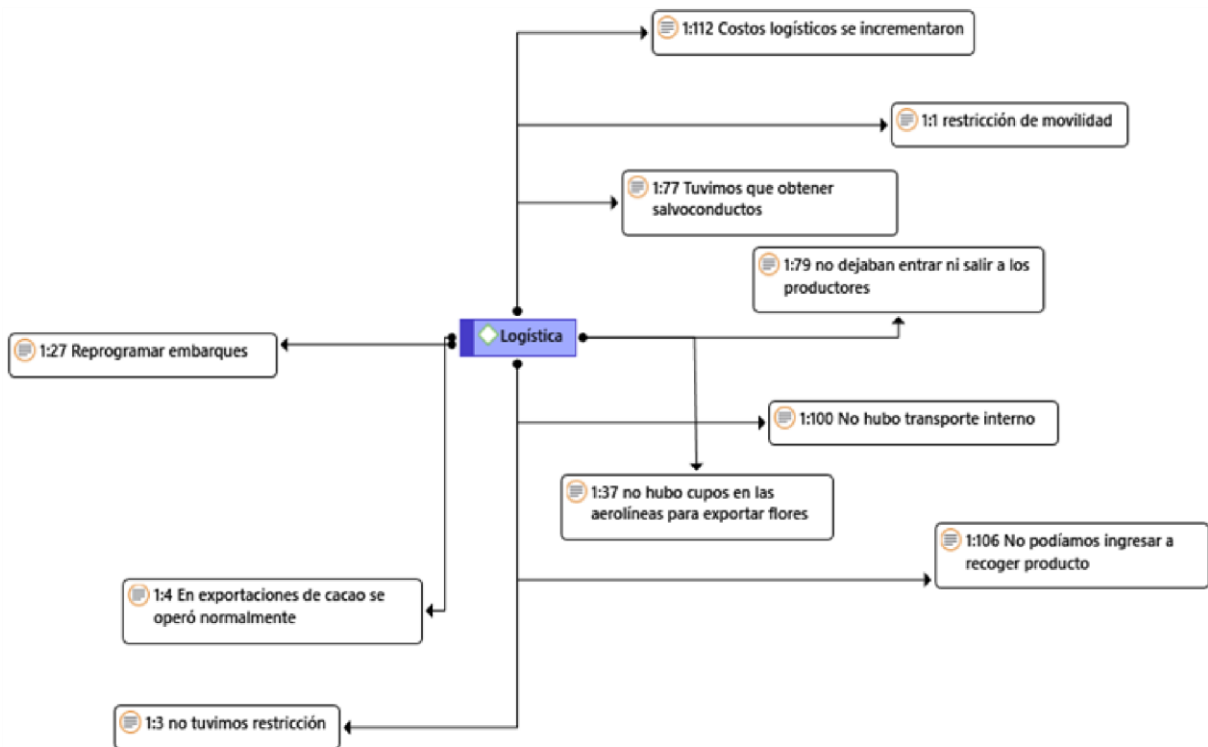 1:112 Costos logísticos se incrementaron
1:1 restricción de movilidad
1:77 Tuvimos que obtener
salvoconductos
1:79 no dejaban entrar ni salir a los
productores
Logística
1:27 Reprogramar embarques
1:100 No hubo transporte interno
1:37 no hubo cupos en las
aerolíneas para exportar flores
1:106 No podíamos ingresar a
recoger producto
1:4 En exportaciones de cacao se
operó normalmente
1:3 no tuvimos restricción